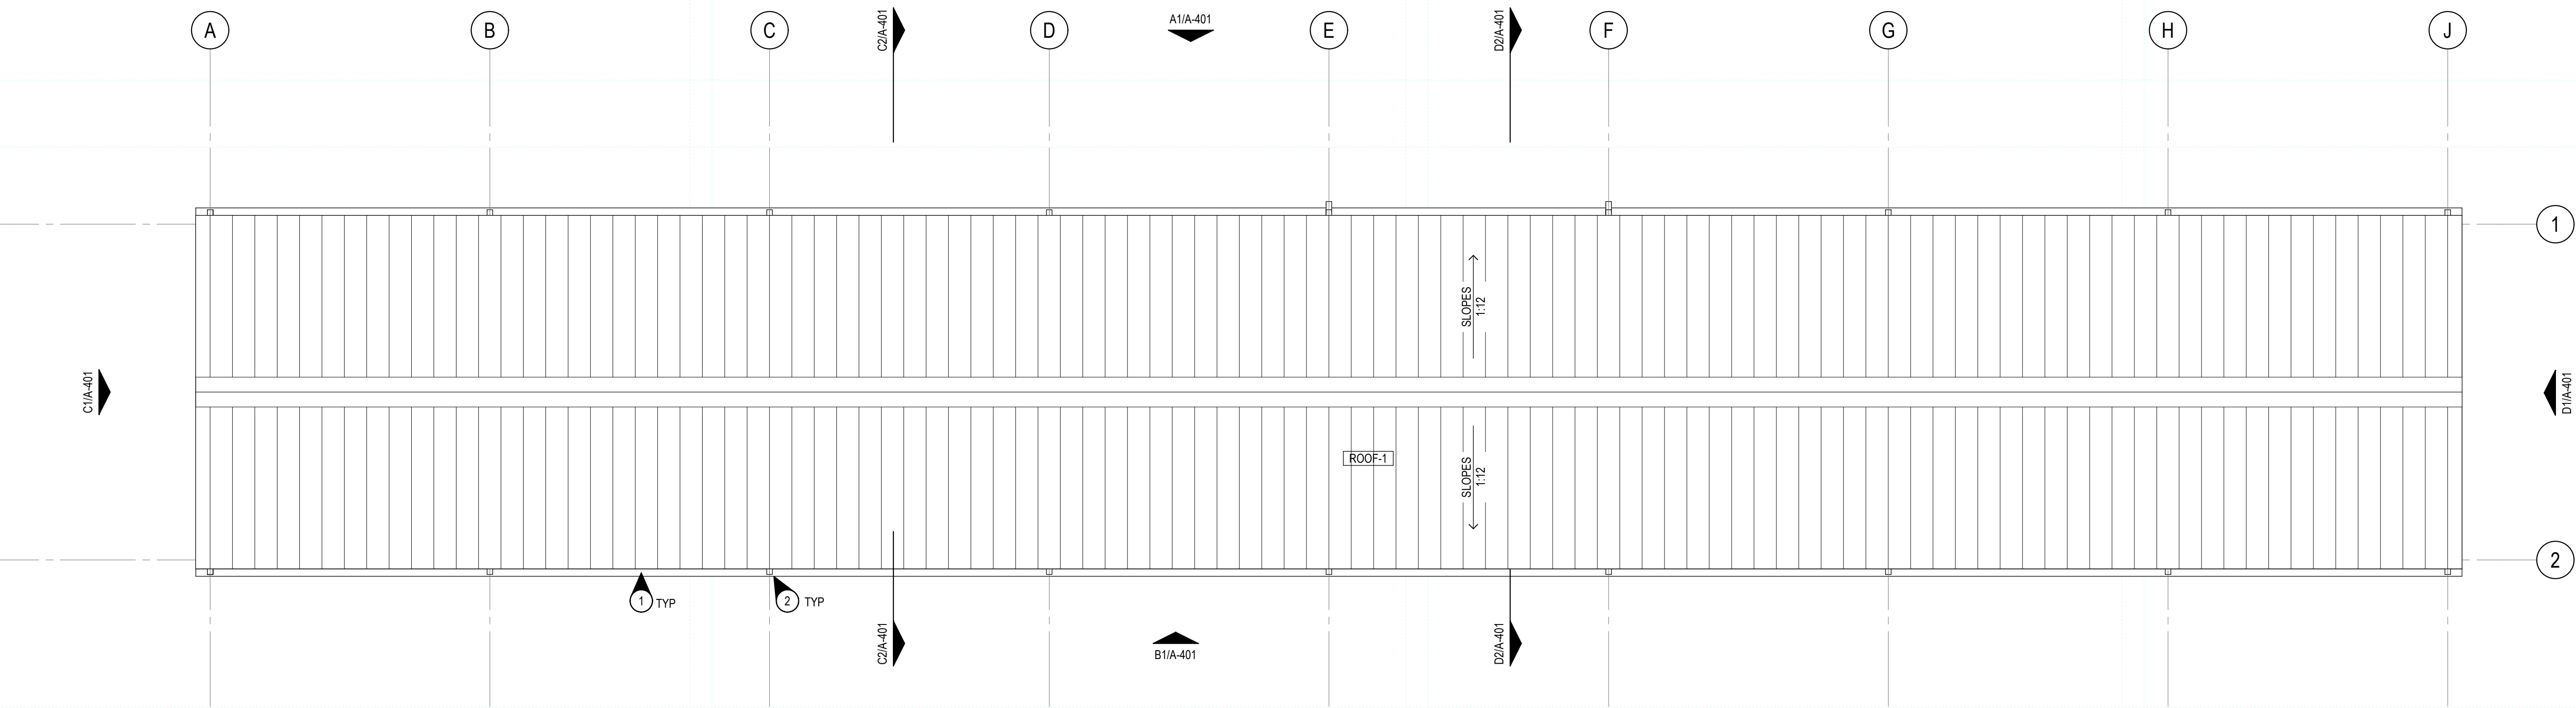 A
B
C
C2/A-401
D
A1/A-401
E
D2/A-401
F
G
H
J
1
SLOPES
1:12
C1/A-401
D1/A-401
ROOF-1
SLOPES
1:12
2
1
TYP
2
TYP
C2/A-401
B1/A-401
D2/A-401